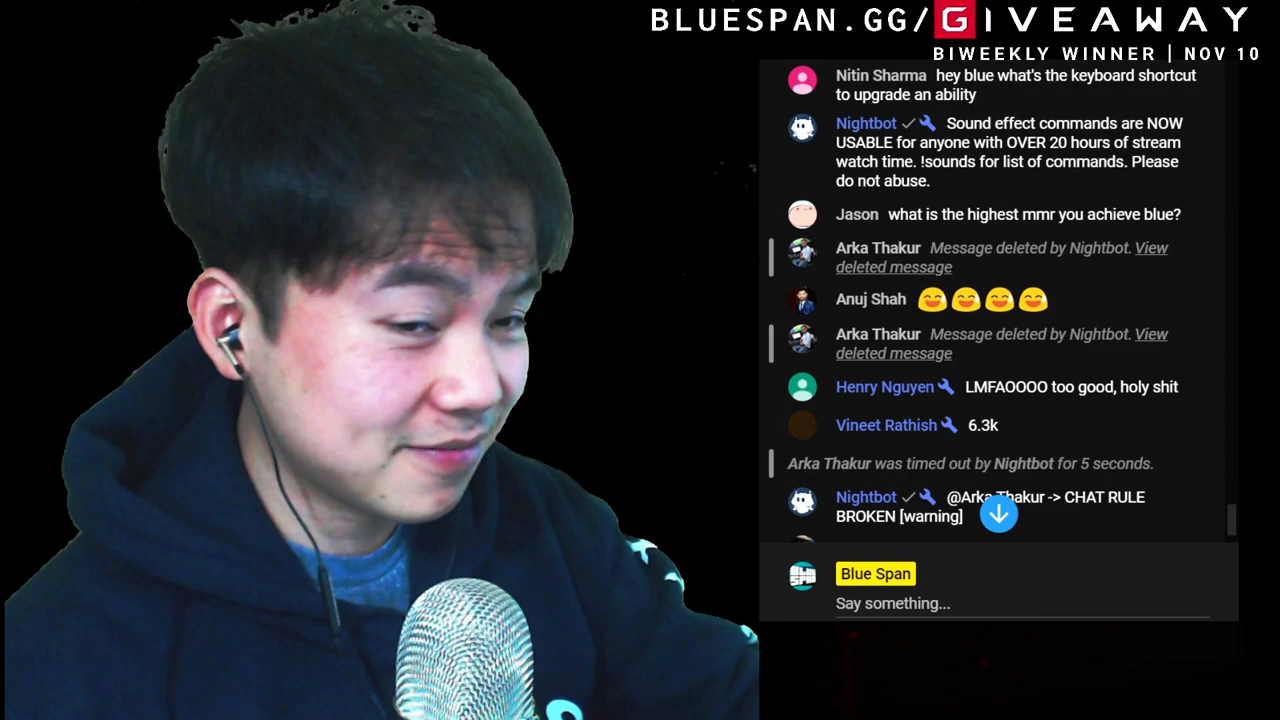 BLUESPAN.GG/GIVEAWAY
BIWEEKLY WINNER | NOV 10
Nitin Sharma hey blue what's the keyboard shortcut
to upgrade an ability
Nightbot Sound effect commands are NOW
USABLE for anyone with OVER 20 hours of stream
watch time. !sounds for list of commands. Please
do not abuse.
Jason what is the highest mmr you achieve blue?
Arka Thakur Message deleted by Nightbot. View
deleted message
Anuj Shah
Arka Thakur Message deleted by Nightbot. View
deleted message
Henry Nguyen LMFAOOOO too good, holy shit
Vineet Rathish 6.3k
Arka Thakur was timed out by Nightbot for 5 seconds.
Nightbot @Arka Thakur -> CHAT RULE
BROKEN [warning]
Blue Span
Say something...